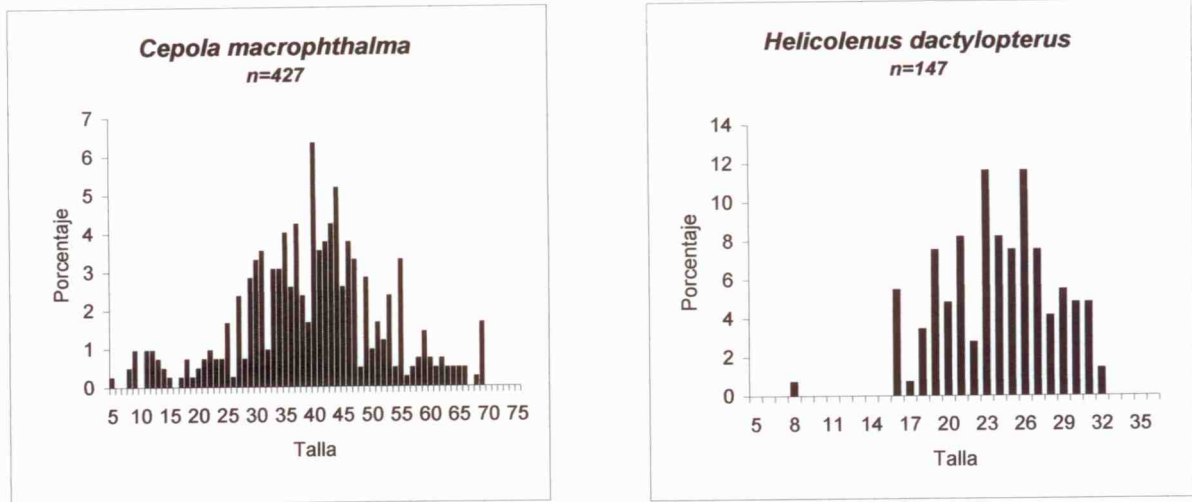 Cepola macrophthalma
n=427
7
6
5
4
3
2
1
0
Porcentaje
5 10 15 20 25 30 35 40 45 50 55 60 65 70 75
Talla
Helicolenus dactylopterus
n=147
14
12
10
8
6
4
2
0
Porcentaje
5 8 11 14 17 20 23 26 29 32 35
Talla